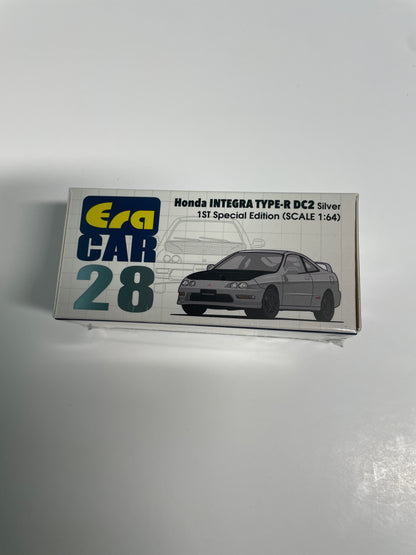 Era
CAR
28
Honda INTEGRA TYPE-R DC2 Silver
1ST Special Edition (SCALE 1:64)